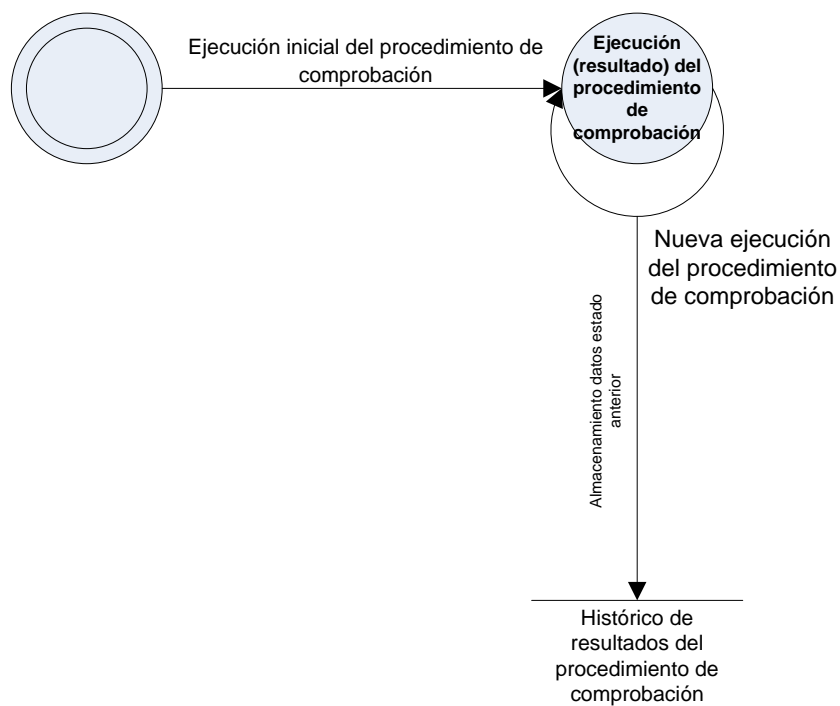 Ejecución inicial del procedimiento de
comprobación
Ejecución
(resultado) del
procedimiento
de
comprobación
Nueva ejecución
del procedimiento
de comprobación
Almacenamiento datos estado
anterior
Histórico de
resultados del
procedimiento de
comprobación